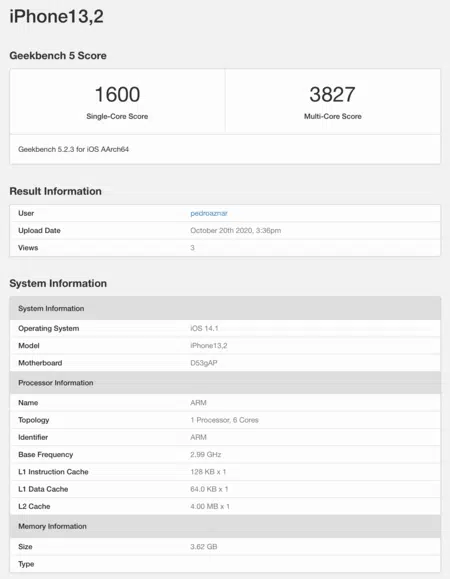 iPhone13,2
Geekbench 5 Score
1600 3827
Single-Core Score Multi-Core Score
Geekbench 5.2.3 for iOS AArch64
Result Information
User pedroaznar
Upload Date October 20th 2020, 3:36pm
Views 3
System Information
System Information
Operating System iOS 14.1
Model iPhone13,2
Motherboard D53gAP
Processor Information
Name ARM
Topology 1 Processor, 6 Cores
Identifier ARM
Base Frequency 2.99 GHz
L1 Instruction Cache 128 KB x 1
L1 Data Cache 64.0 KB x 1
L2 Cache 4.00 MB x 1
Memory Information
Size 3.62 GB
Type